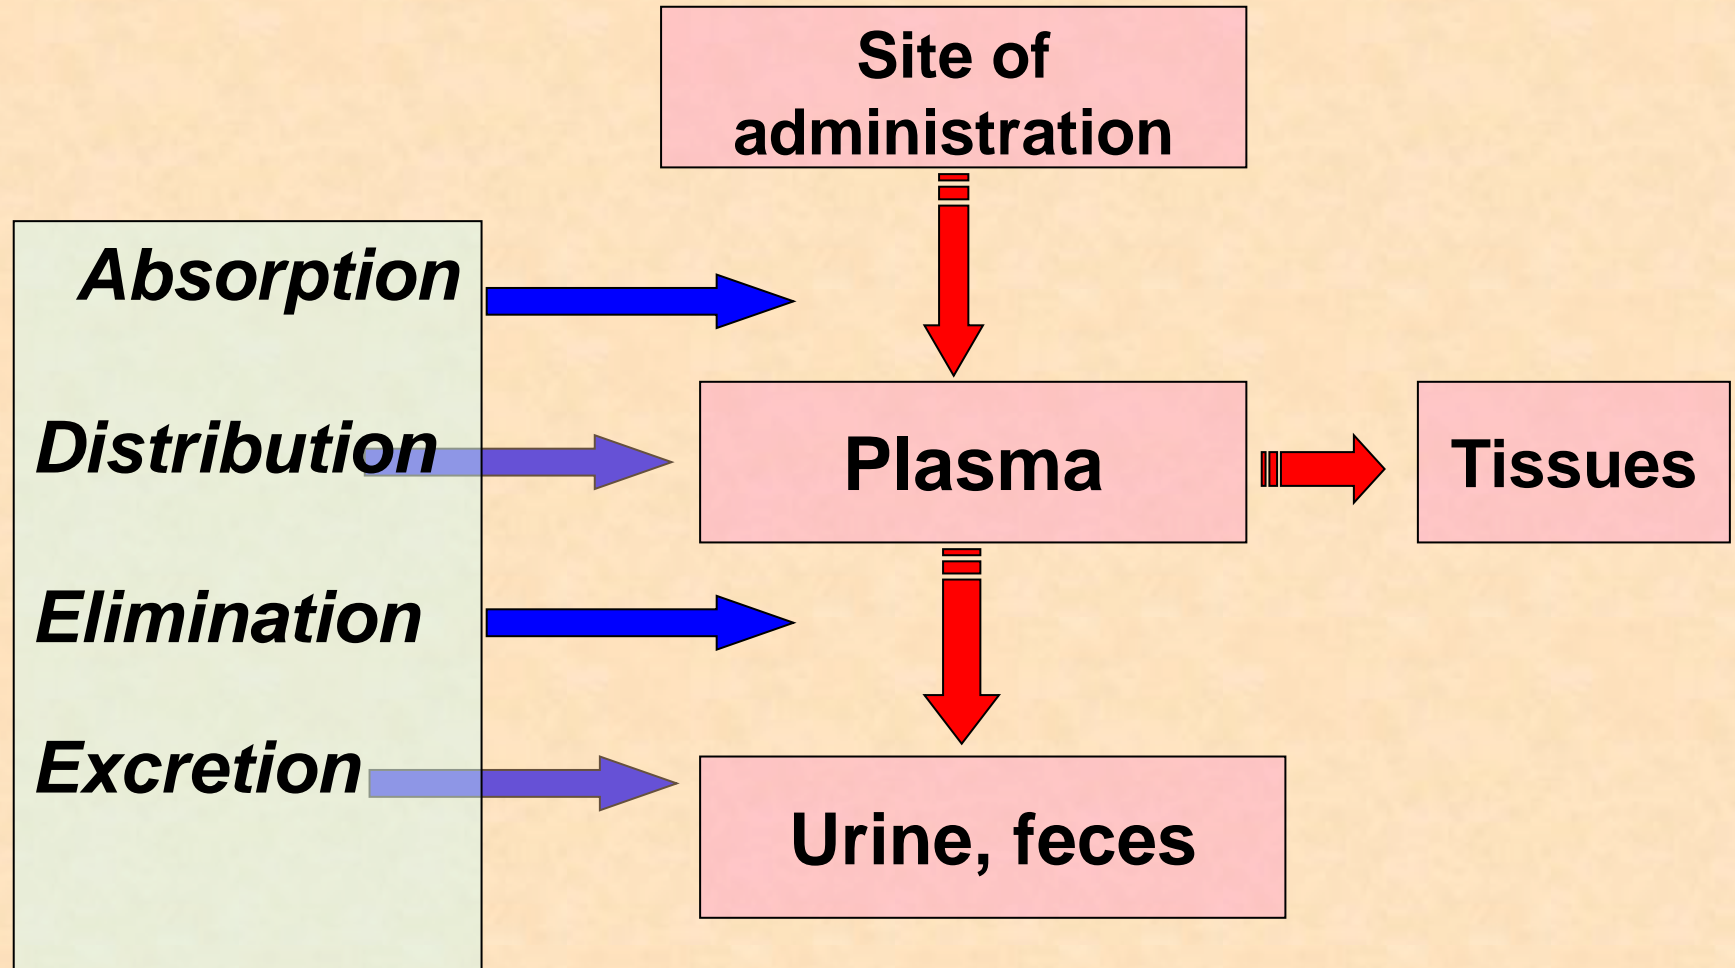 Site of
administration
Absorption
Distribution
Plasma
Tissues
Elimination
Excretion
Urine, feces